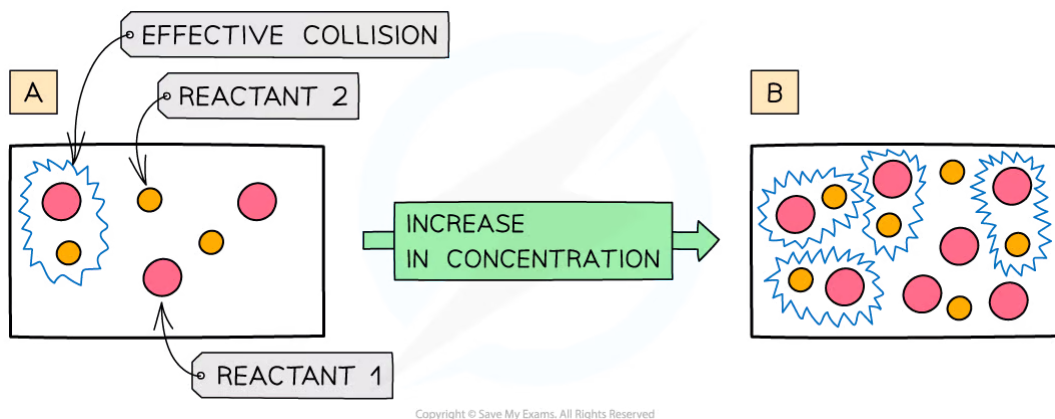 EFFECTIVE COLLISION
A
REACTANT 2
B
INCREASE
IN CONCENTRATION
REACTANT 1
Copyright © Save My Exams. All Rights Reserved